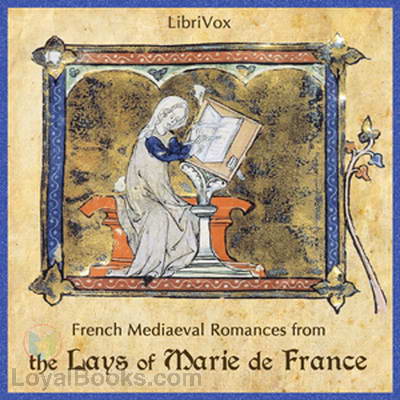 LibriVox
French Mediaeval Romances from
the Lays of Marie de France
LoyalBooks.com